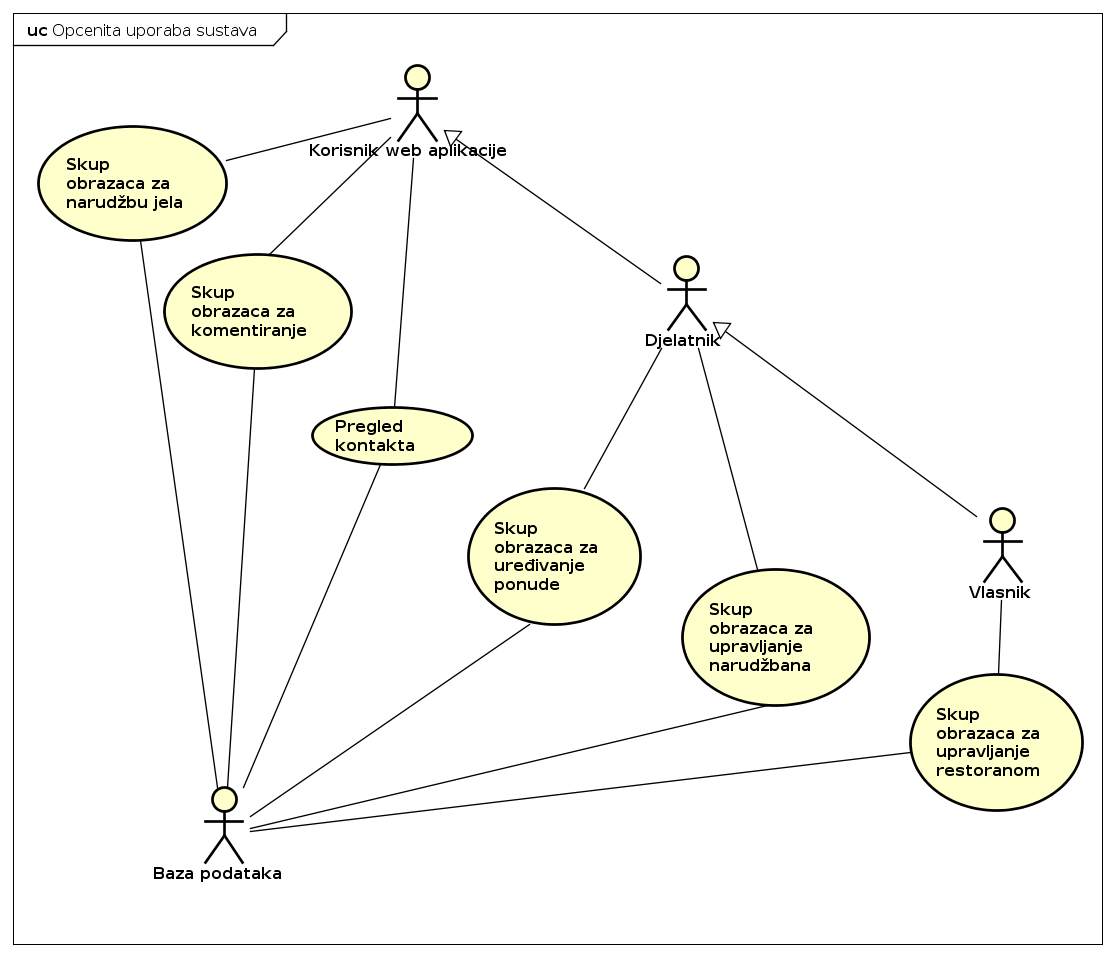 uc Opcenita uporaba sustava
Korisnik web aplikacije
Skup
obrazaca za
narudžbu jela
Skup
obrazaca za
komentiranje
Djelatnik
Pregled
kontakta
Skup
obrazaca za
uređivanje
ponude
Skup
obrazaca za
upravljanje
narudžbana
Vlasnik
Skup
obrazaca za
upravljanje
restoranom
Baza podataka